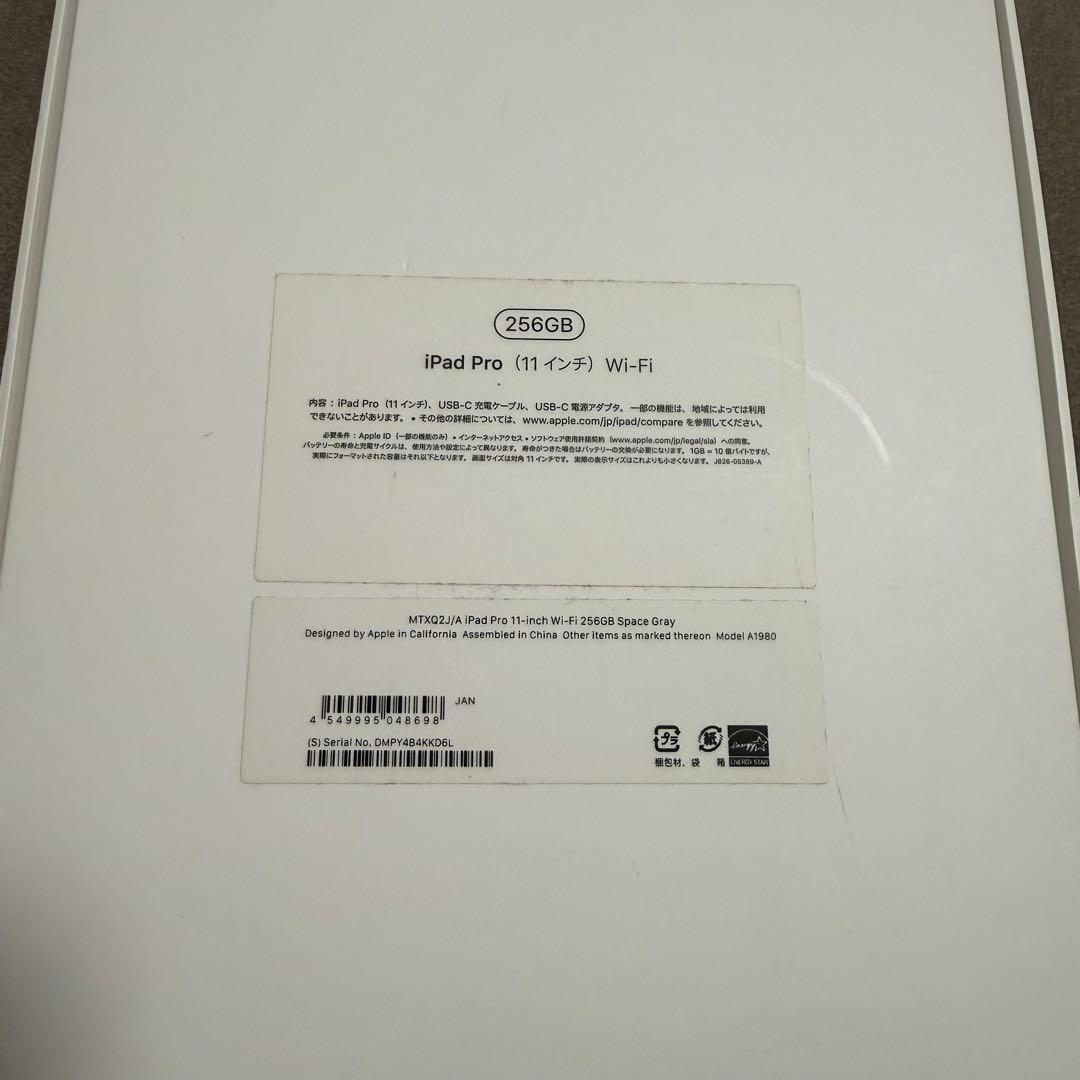 256GB
iPad Pro（11 インチ）Wi-Fi
内容：iPad Pro（11 インチ）、USB-C 充電ケーブル、USB-C 電源アダプタ。一部の機能は、地域によっては利用
できないことがあります。• その他の詳細については、www.apple.com/jp/ipad/compare を参照してください。
必要条件：Apple ID（一部の機能のみ）• インターネットアクセス • ソフトウェア使用許諾契約（www.apple.com/jp/legal/sla）への同意。
バッテリーの寿命と充電サイクルは、使用方法や設定によって異なります。寿命がつきた場合はバッテリーの交換が必要になります。1GB = 10 億バイトですが、
実際にフォーマットされた容量はそれ以下となります。画面サイズは対角 11 インチです。実際の表示サイズはこれよりも小さくなります。J826-06389-A
MTXQ2J/A iPad Pro 11-inch Wi-Fi 256GB Space Gray
Designed by Apple in California Assembled in China Other items as marked thereon Model A1980
JAN
4 549995 048698
(S) Serial No. DMPY4B4KKD6L
プラ 紙 energy
梱包材、袋 箱 ENERGY STAR